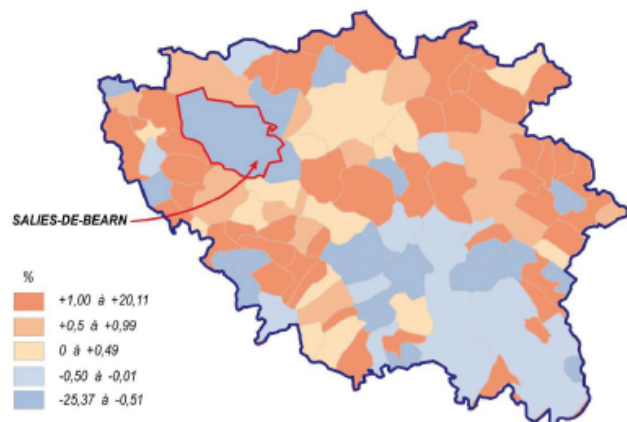 SALIES-DE-BEARN
%
+1,00 à +20,11
+0,5 à +0,99
0 à +0,49
-0,50 à -0,01
-25,37 à -0,51